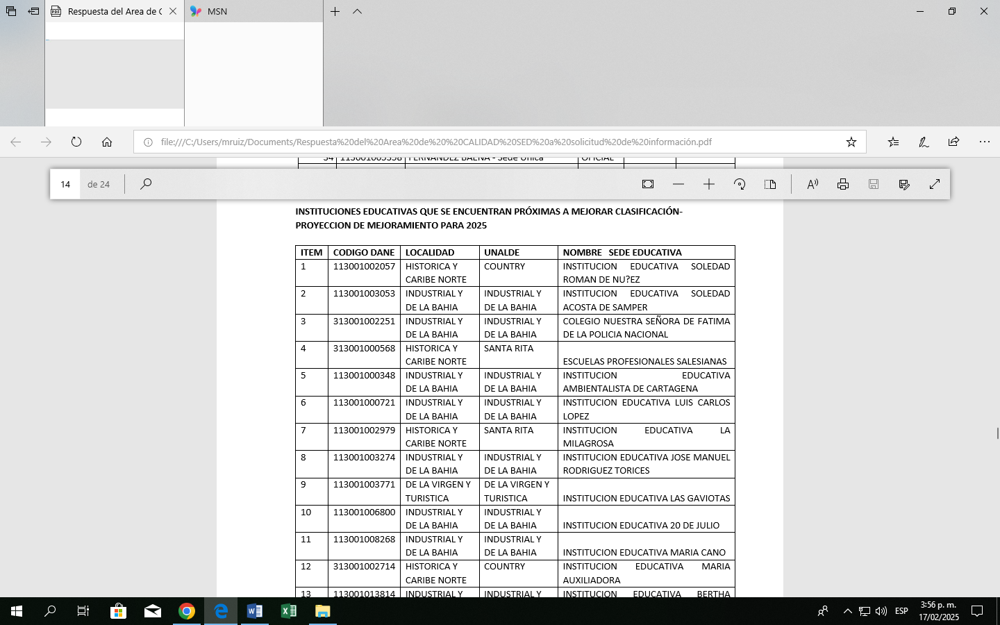 Respuesta del Area de C
MSN
file:///C:/Users/mruiz/Documents/Respuesta%20del%20Area%20de%20%20CALIDAD%20SED%20a%20solicitud%20de%20información.pdf
34 113001005358 FERNANDEZ BAENA - Sede Unica OFICIAL
14 de 24
INSTITUCIONES EDUCATIVAS QUE SE ENCUENTRAN PRÓXIMAS A MEJORAR CLASIFICACIÓN-
PROYECCION DE MEJORAMIENTO PARA 2025
ITEM CODIGO DANE LOCALIDAD UNALDE NOMBRE SEDE EDUCATIVA
1 113001002057 HISTORICA Y COUNTRY INSTITUCION EDUCATIVA SOLEDAD
CARIBE NORTE ROMAN DE NU?EZ
2 113001003053 INDUSTRIAL Y INDUSTRIAL Y INSTITUCION EDUCATIVA SOLEDAD
DE LA BAHIA DE LA BAHIA ACOSTA DE SAMPER
3 313001002251 INDUSTRIAL Y INDUSTRIAL Y COLEGIO NUESTRA SEÑORA DE FATIMA
DE LA BAHIA DE LA BAHIA DE LA POLICIA NACIONAL
4 313001000568 HISTORICA Y SANTA RITA
CARIBE NORTE ESCUELAS PROFESIONALES SALESIANAS
5 113001000348 INDUSTRIAL Y INDUSTRIAL Y INSTITUCION EDUCATIVA
DE LA BAHIA DE LA BAHIA AMBIENTALISTA DE CARTAGENA
6 113001000721 INDUSTRIAL Y INDUSTRIAL Y INSTITUCION EDUCATIVA LUIS CARLOS
DE LA BAHIA DE LA BAHIA LOPEZ
7 113001002979 HISTORICA Y SANTA RITA INSTITUCION EDUCATIVA LA
CARIBE NORTE MILAGROSA
8 113001003274 INDUSTRIAL Y INDUSTRIAL Y INSTITUCION EDUCATIVA JOSE MANUEL
DE LA BAHIA DE LA BAHIA RODRIGUEZ TORICES
9 113001003771 DE LA VIRGEN Y DE LA VIRGEN Y
TURISTICA TURISTICA INSTITUCION EDUCATIVA LAS GAVIOTAS
10 113001006800 INDUSTRIAL Y INDUSTRIAL Y
DE LA BAHIA DE LA BAHIA INSTITUCION EDUCATIVA 20 DE JULIO
11 113001008268 INDUSTRIAL Y INDUSTRIAL Y
DE LA BAHIA DE LA BAHIA INSTITUCION EDUCATIVA MARIA CANO
12 313001002714 HISTORICA Y COUNTRY INSTITUCION EDUCATIVA MARIA
CARIBE NORTE AUXILIADORA
13 113001013814 INDUSTRIAL Y INDUSTRIAL Y INSTITUCION EDUCATIVA BERTHA
ESP
3:56 p. m.
17/02/2025